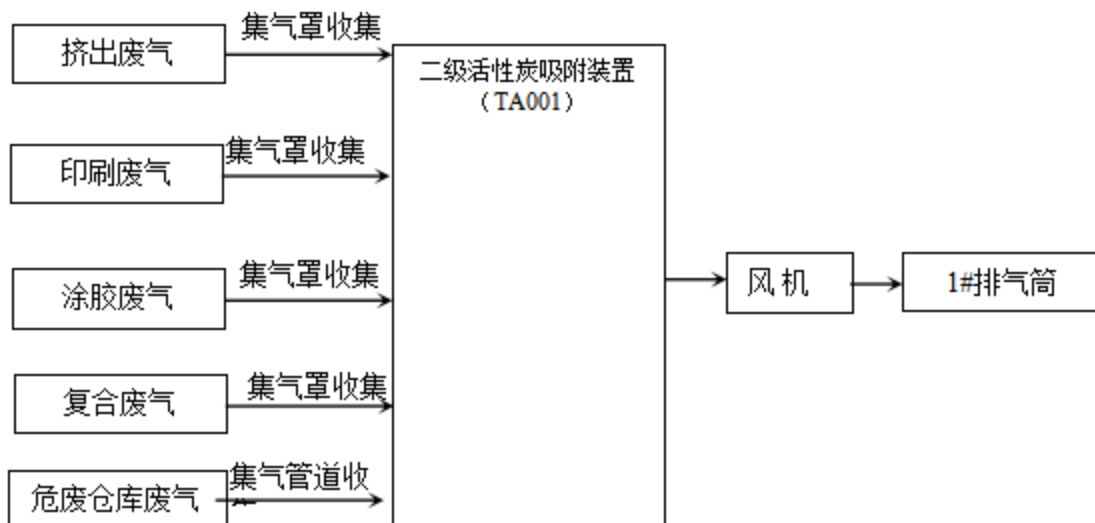 集气罩收集
挤出废气
二级活性炭吸附装置
（TA001）
集气罩收集
印刷废气
集气罩收集
涂胶废气
风机
1#排气筒
集气罩收集
复合废气
集气管道收
危废仓库废气